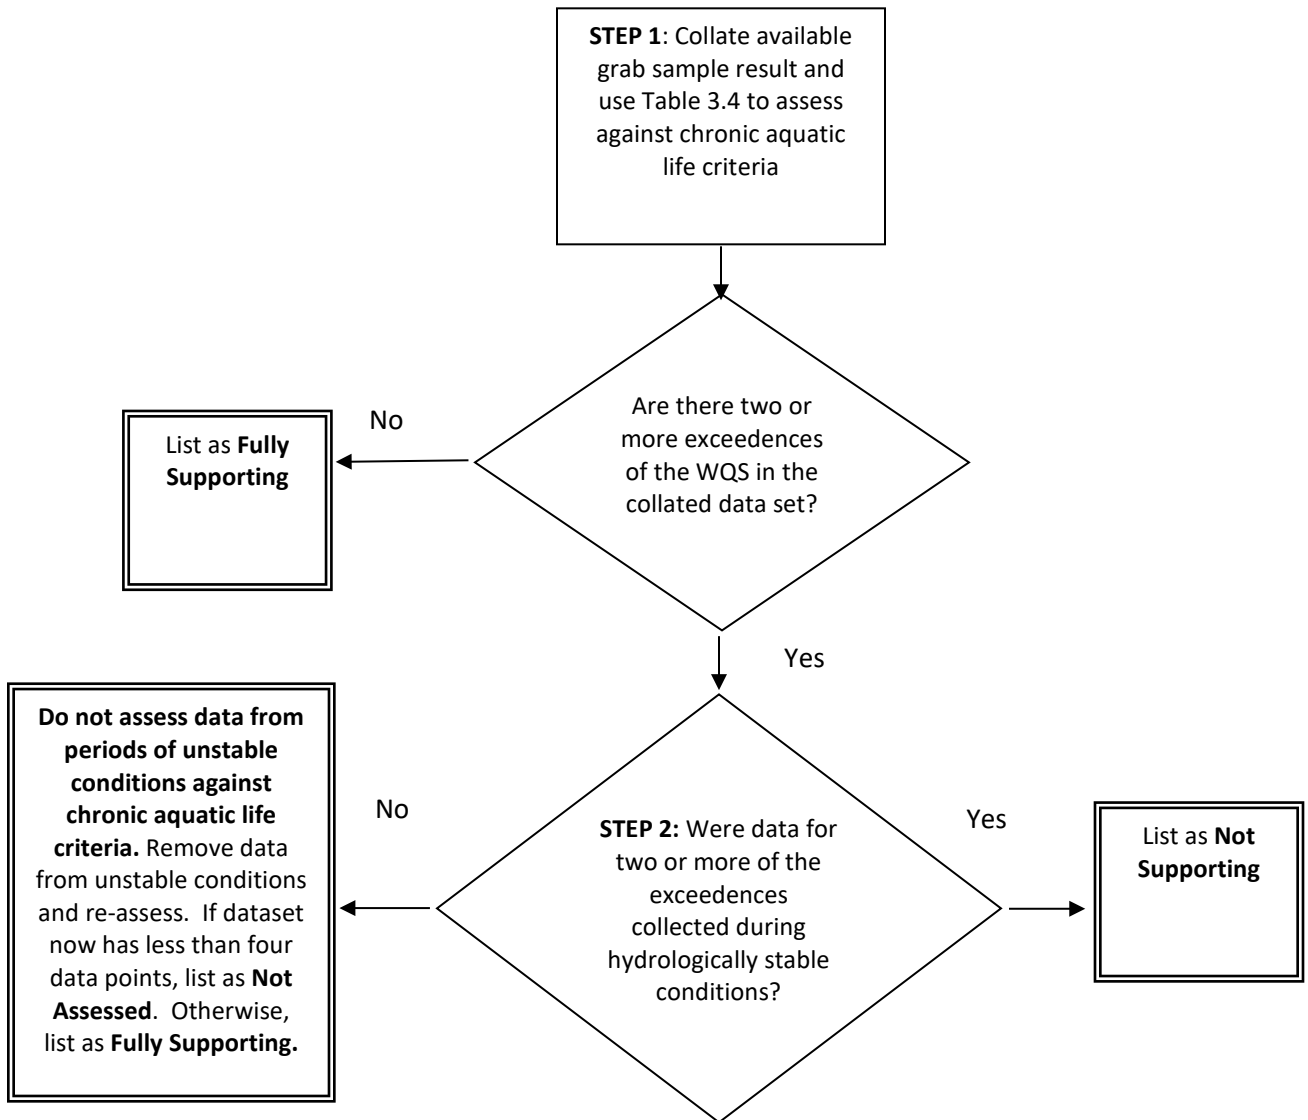 STEP 1: Collate available
grab sample result and
use Table 3.4 to assess
against chronic aquatic
life criteria
Are there two or
more exceedences
of the WQS in the
collated data set?
No
List as Fully
Supporting
Yes
STEP 2: Were data for
two or more of the
exceedences
collected during
hydrologically stable
conditions?
No
Do not assess data from
periods of unstable
conditions against
chronic aquatic life
criteria. Remove data
from unstable conditions
and re-assess.  If dataset
now has less than four
data points, list as Not
Assessed.  Otherwise,
list as Fully Supporting.
Yes
List as Not
Supporting